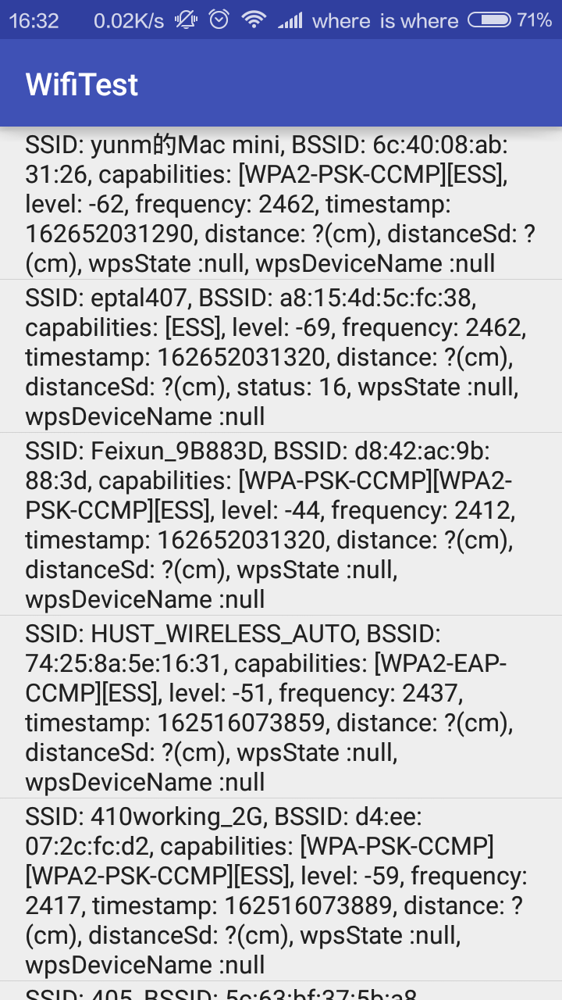 16:32 0.02K/s where is where 71%
WifiTest
SSID: yunm的Mac mini, BSSID: 6c:40:08:ab:
31:26, capabilities: [WPA2-PSK-CCMP][ESS],
level: -62, frequency: 2462, timestamp:
162652031290, distance: ?(cm), distanceSd: ?
(cm), wpsState :null, wpsDeviceName :null
SSID: eptal407, BSSID: a8:15:4d:5c:fc:38,
capabilities: [ESS], level: -69, frequency: 2462,
timestamp: 162652031320, distance: ?(cm),
distanceSd: ?(cm), status: 16, wpsState :null,
wpsDeviceName :null
SSID: Feixun_9B883D, BSSID: d8:42:ac:9b:
88:3d, capabilities: [WPA-PSK-CCMP][WPA2-
PSK-CCMP][ESS], level: -44, frequency: 2412,
timestamp: 162652031320, distance: ?(cm),
distanceSd: ?(cm), wpsState :null,
wpsDeviceName :null
SSID: HUST_WIRELESS_AUTO, BSSID:
74:25:8a:5e:16:31, capabilities: [WPA2-EAP-
CCMP][ESS], level: -51, frequency: 2437,
timestamp: 162516073859, distance: ?(cm),
distanceSd: ?(cm), wpsState :null,
wpsDeviceName :null
SSID: 410working_2G, BSSID: d4:ee:
07:2c:fc:d2, capabilities: [WPA-PSK-CCMP]
[WPA2-PSK-CCMP][ESS], level: -59, frequency:
2417, timestamp: 162516073889, distance: ?
(cm), distanceSd: ?(cm), wpsState :null,
wpsDeviceName :null
SSID: 405, BSSID: 5c:63:bf:37:5b:a8,